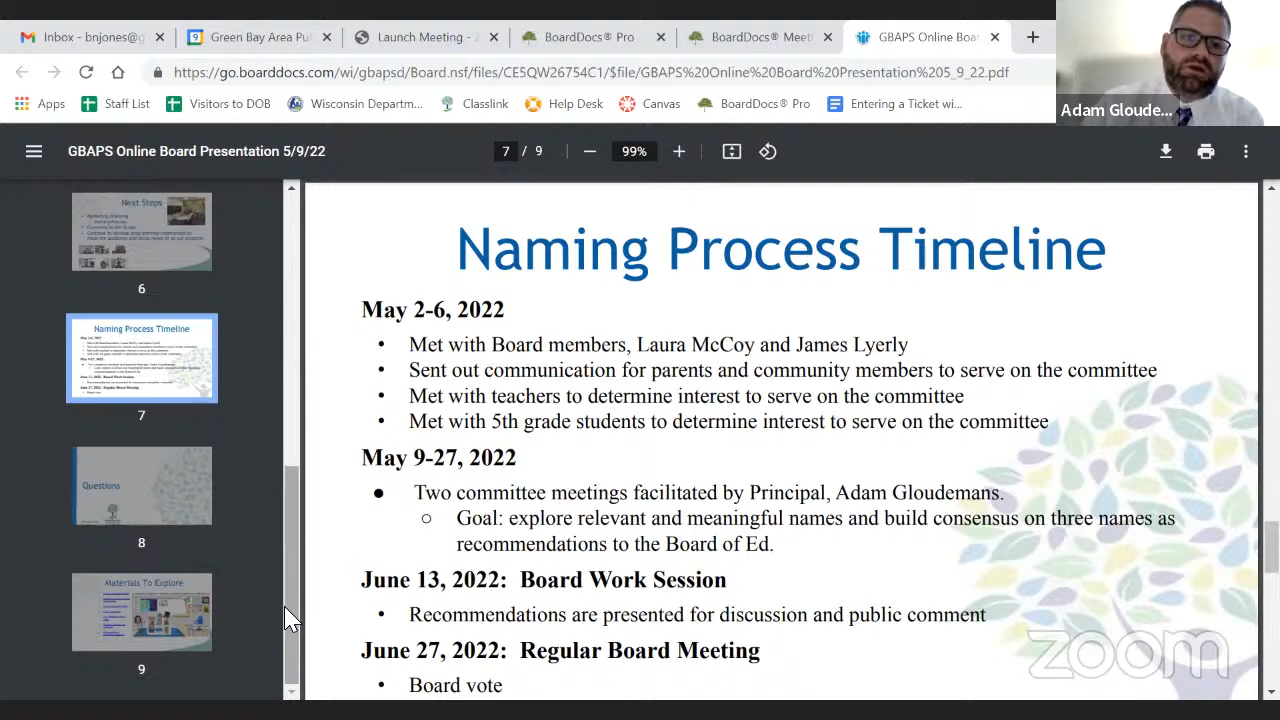 Inbox - bnjones@g
Green Bay Area Pul
Launch Meeting - Z
BoardDocs® Pro
BoardDocs® Meeti
GBAPS Online Boar
https://go.boarddocs.com/wi/gbapsd/Board.nsf/files/CE5QW26754C1/$file/GBAPS%20Online%20Board%20Presentation%205_9_22.pdf
Apps
Staff List
Visitors to DOB
Wisconsin Departm...
Classlink
Help Desk
Canvas
BoardDocs® Pro
Entering a Ticket wi...
Adam Gloude...
GBAPS Online Board Presentation 5/9/22
7 / 9
99%
Next Steps
6
Naming Process Timeline
7
Questions
8
Materials To Explore
9
Naming Process Timeline
May 2-6, 2022
• Met with Board members, Laura McCoy and James Lyerly
• Sent out communication for parents and community members to serve on the committee
• Met with teachers to determine interest to serve on the committee
• Met with 5th grade students to determine interest to serve on the committee
May 9-27, 2022
● Two committee meetings facilitated by Principal, Adam Gloudemans.
○ Goal: explore relevant and meaningful names and build consensus on three names as
recommendations to the Board of Ed.
June 13, 2022: Board Work Session
• Recommendations are presented for discussion and public comment
June 27, 2022: Regular Board Meeting
• Board vote
zoom